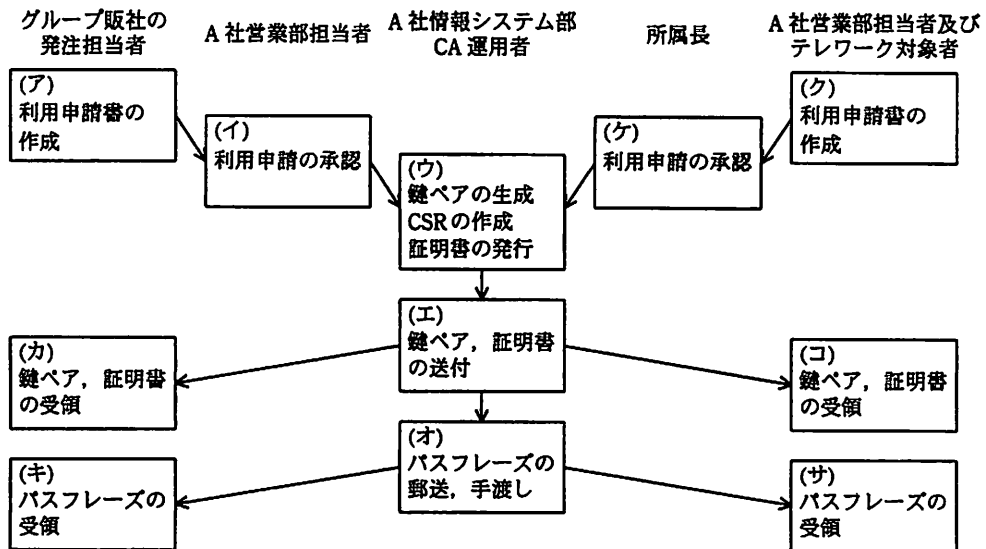 グループ販社の
発注担当者
A 社営業部担当者
A 社情報システム部
CA 運用者
所属長
A 社営業部担当者及び
テレワーク対象者
(ア)
利用申請書の
作成
(イ)
利用申請の承認
(ウ)
鍵ペアの生成
CSRの作成
証明書の発行
(ケ)
利用申請の承認
(ク)
利用申請書の
作成
(エ)
鍵ペア，証明書
の送付
(カ)
鍵ペア，証明書
の受領
(コ)
鍵ペア，証明書
の受領
(オ)
パスフレーズの
郵送，手渡し
(キ)
パスフレーズの
受領
(サ)
パスフレーズの
受領